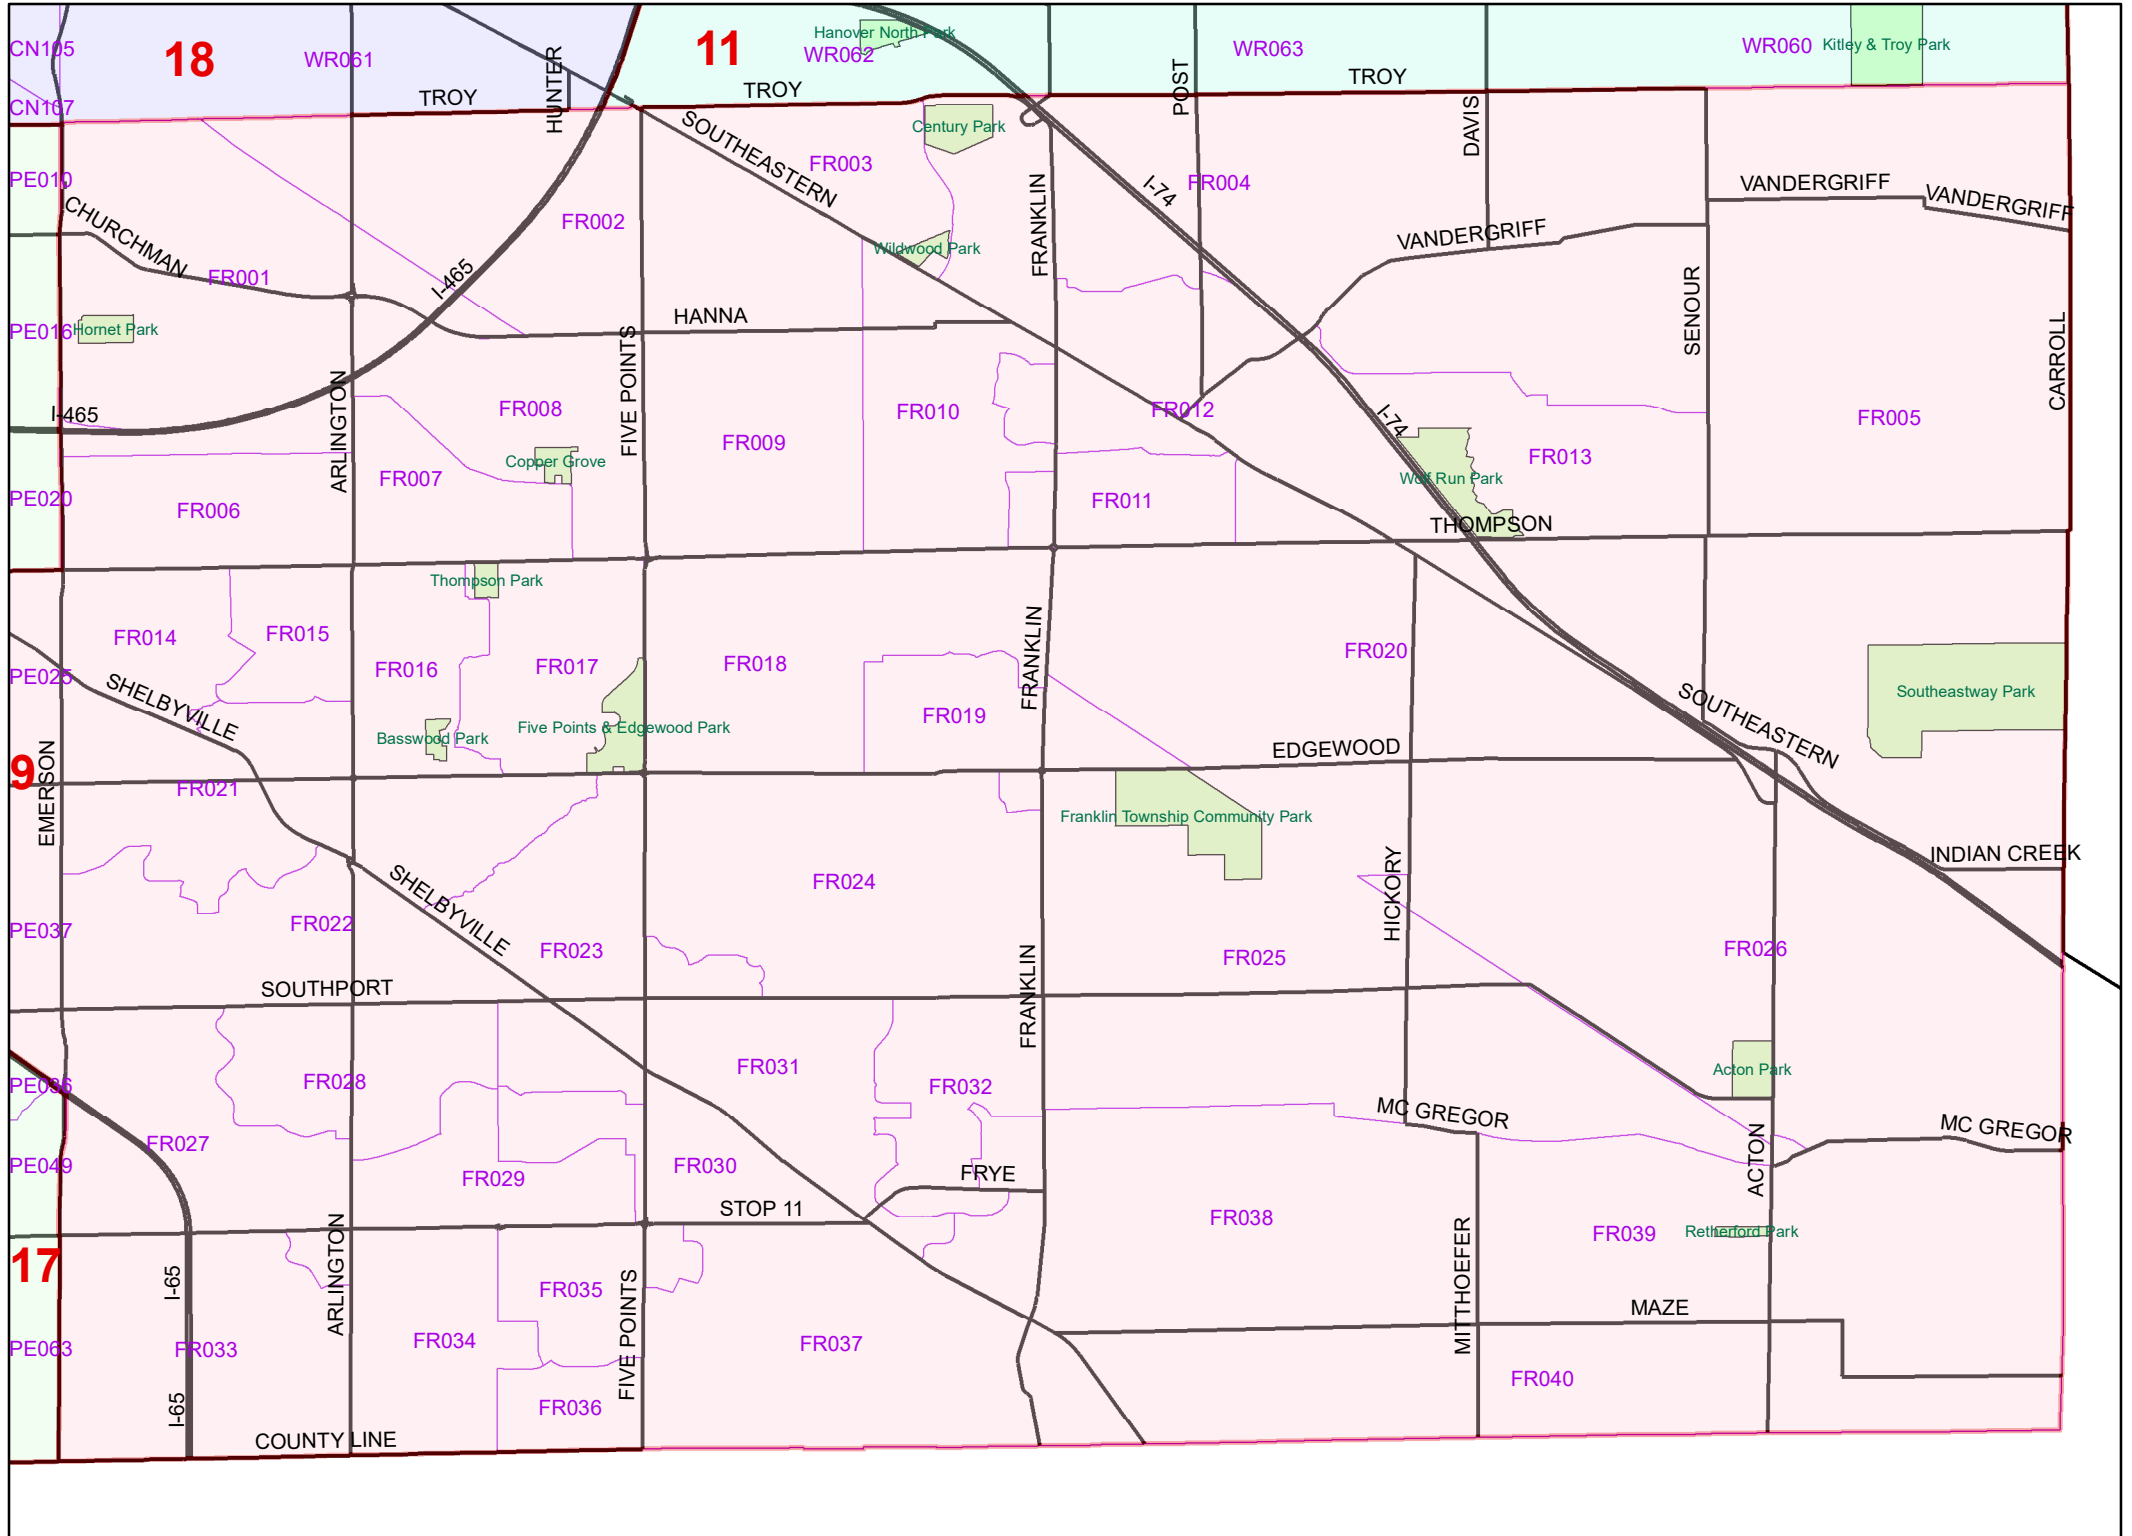 CN105
18
WR061
HUNTER
11
Hanover North Park
WR062
POST
WR063
TROY
WR060
Kitley & Troy Park
CN107
TROY
TROY
DAVIS
SOUTHEASTERN
Century Park
FR003
PE010
CHURCHMAN
FR002
FRANKLIN
I-74
FR004
VANDERGRIFF
VANDERGRIFF
VANDERGRIFF
Wildwood Park
FR001
I-465
PE016
Hornet Park
HANNA
FIVE POINTS
SENOUR
CARROLL
I-465
ARLINGTON
FR008
FR009
FR010
FR012
I-74
FR005
Copper Grove
FR007
FR013
Wolf Run Park
PE020
FR006
FR011
THOMPSON
Thompson Park
FR014
FR015
FR016
FR017
FR018
FRANKLIN
FR020
PE025
SHELBYVILLE
FR019
SOUTHEASTERN
Southeastway Park
Basswood Park
Five Points & Edgewood Park
EDGEWOOD
9
EMERSON
FR021
Franklin Township Community Park
INDIAN CREEK
SHELBYVILLE
FR024
HICKORY
PE037
FR022
FR023
FRANKLIN
FR025
FR026
SOUTHPORT
PE036
FR028
FR031
FR032
Acton Park
MC GREGOR
MC GREGOR
FR027
PE049
FR029
FR030
FRYE
ACTON
STOP 11
FR038
FR039
Retherford Park
17
I-65
ARLINGTON
FR035
FIVE POINTS
MITTHOEFER
MAZE
PE063
FR033
FR034
FR037
FR040
I-65
FR036
COUNTY LINE